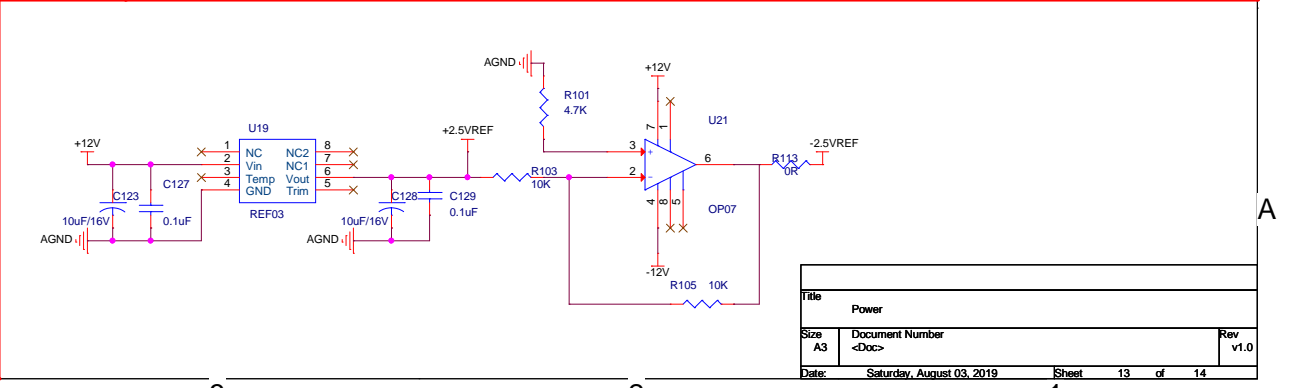 AGND
R101
4.7K
+12V
U21
7
1
3
+
2
-
6
4
8
5
OP07
-12V
R113
0R
-2.5VREF
+12V
U19
1
NC
2
Vin
3
Temp
4
GND
NC2
8
NC1
7
Vout
6
Trim
5
REF03
C123
10uF/16V
C127
0.1uF
AGND
+2.5VREF
C128
10uF/16V
C129
0.1uF
AGND
R103
10K
R105 10K
A
Title
Power
Size
A3
Document Number
<Doc>
Rev
v1.0
Date: Saturday, August 03, 2019 Sheet 13 of 14